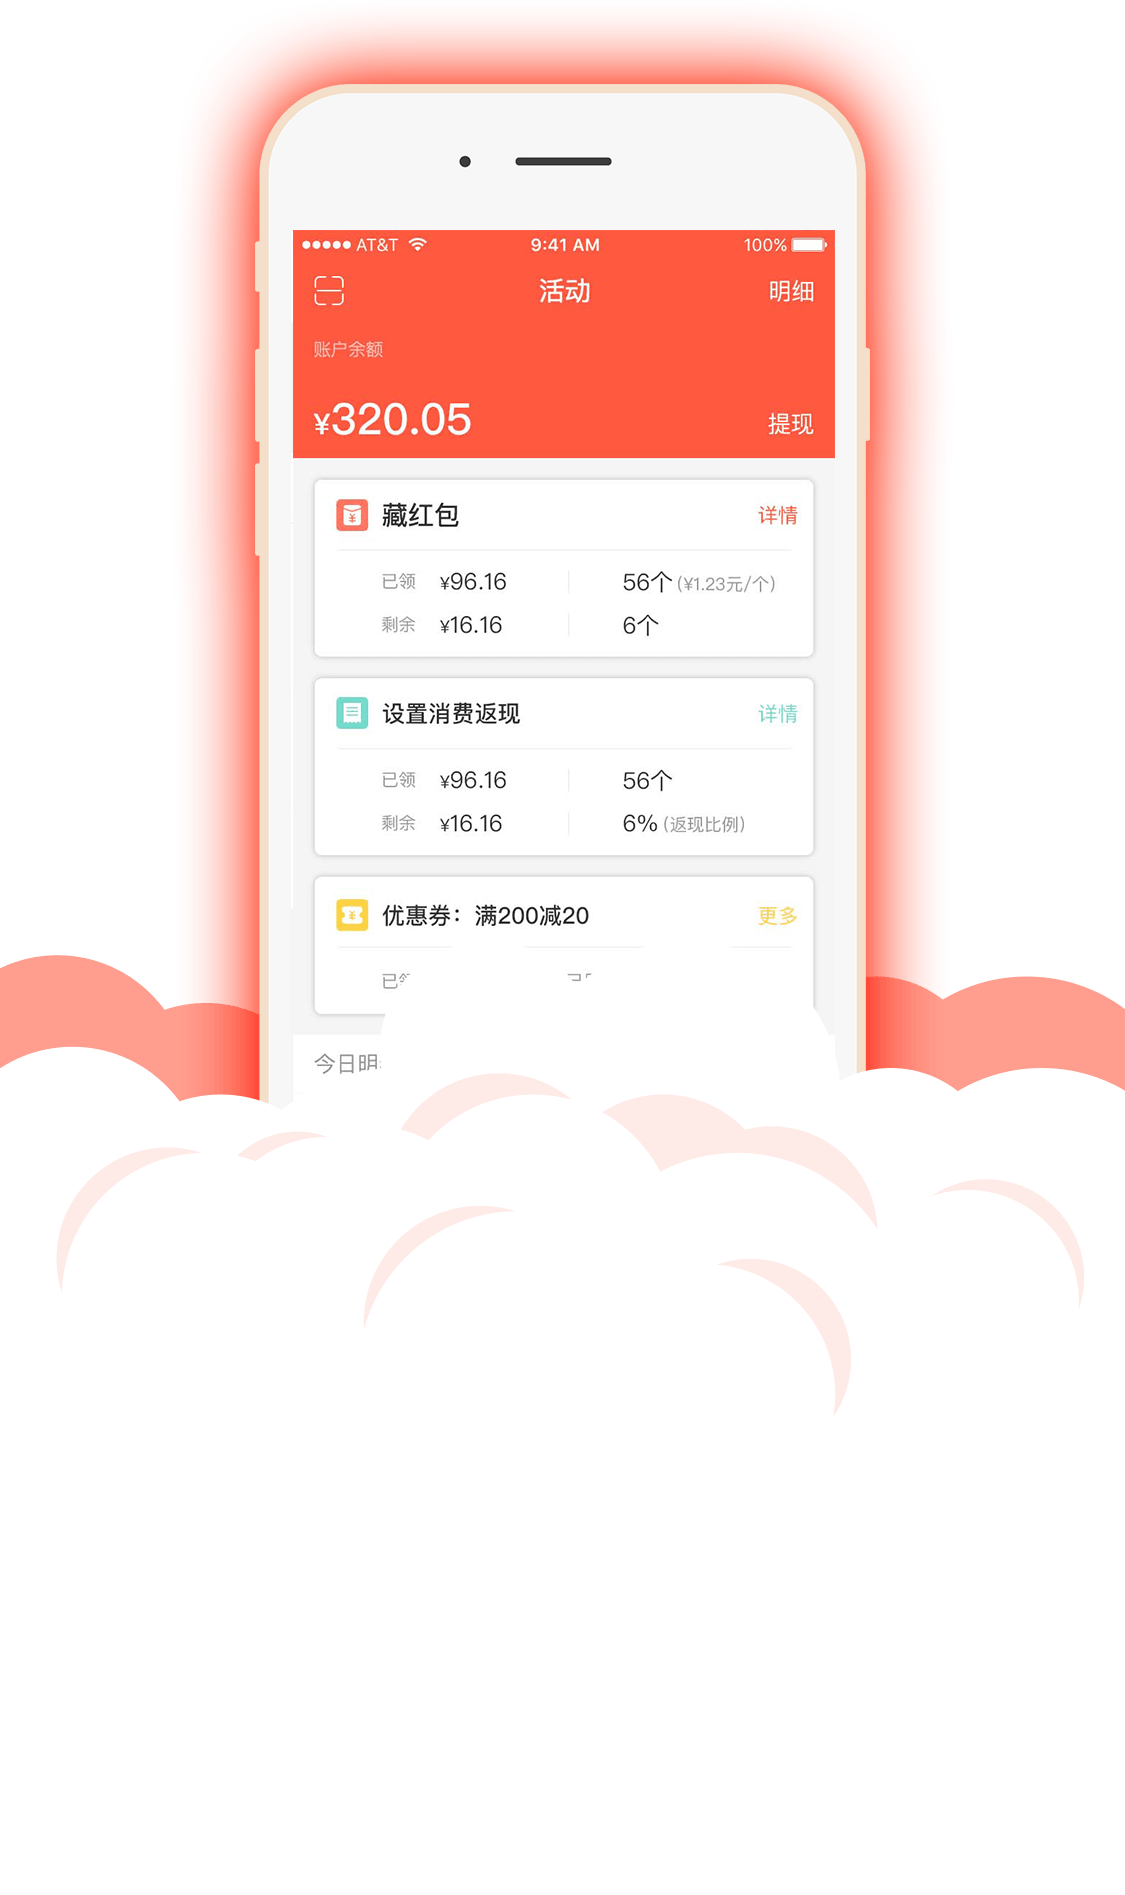 AT&T 9:41 AM 100%
活动 明细
账户余额
¥320.05 提现
藏红包 详情
已领 ¥96.16 56个 (¥1.23元/个)
剩余 ¥16.16 6个
设置消费返现 详情
已领 ¥96.16 56个
剩余 ¥16.16 6% (返现比例)
优惠券：满200减20 更多
已
今日明